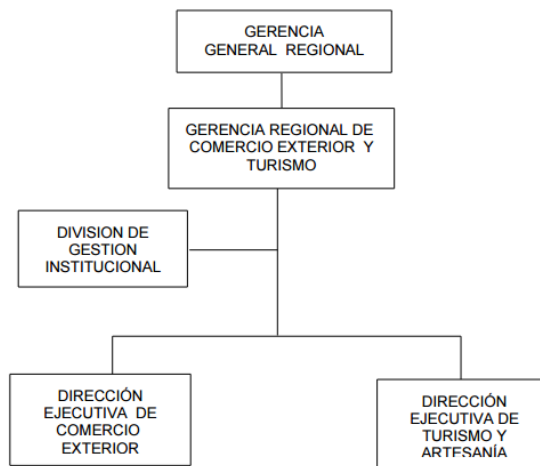 GERENCIA
GENERAL REGIONAL
GERENCIA REGIONAL DE
COMERCIO EXTERIOR Y
TURISMO
DIVISION DE
GESTION
INSTITUCIONAL
DIRECCIÓN
EJECUTIVA DE
COMERCIO
EXTERIOR
DIRECCIÓN
EJECUTIVA DE
TURISMO Y
ARTESANÍA